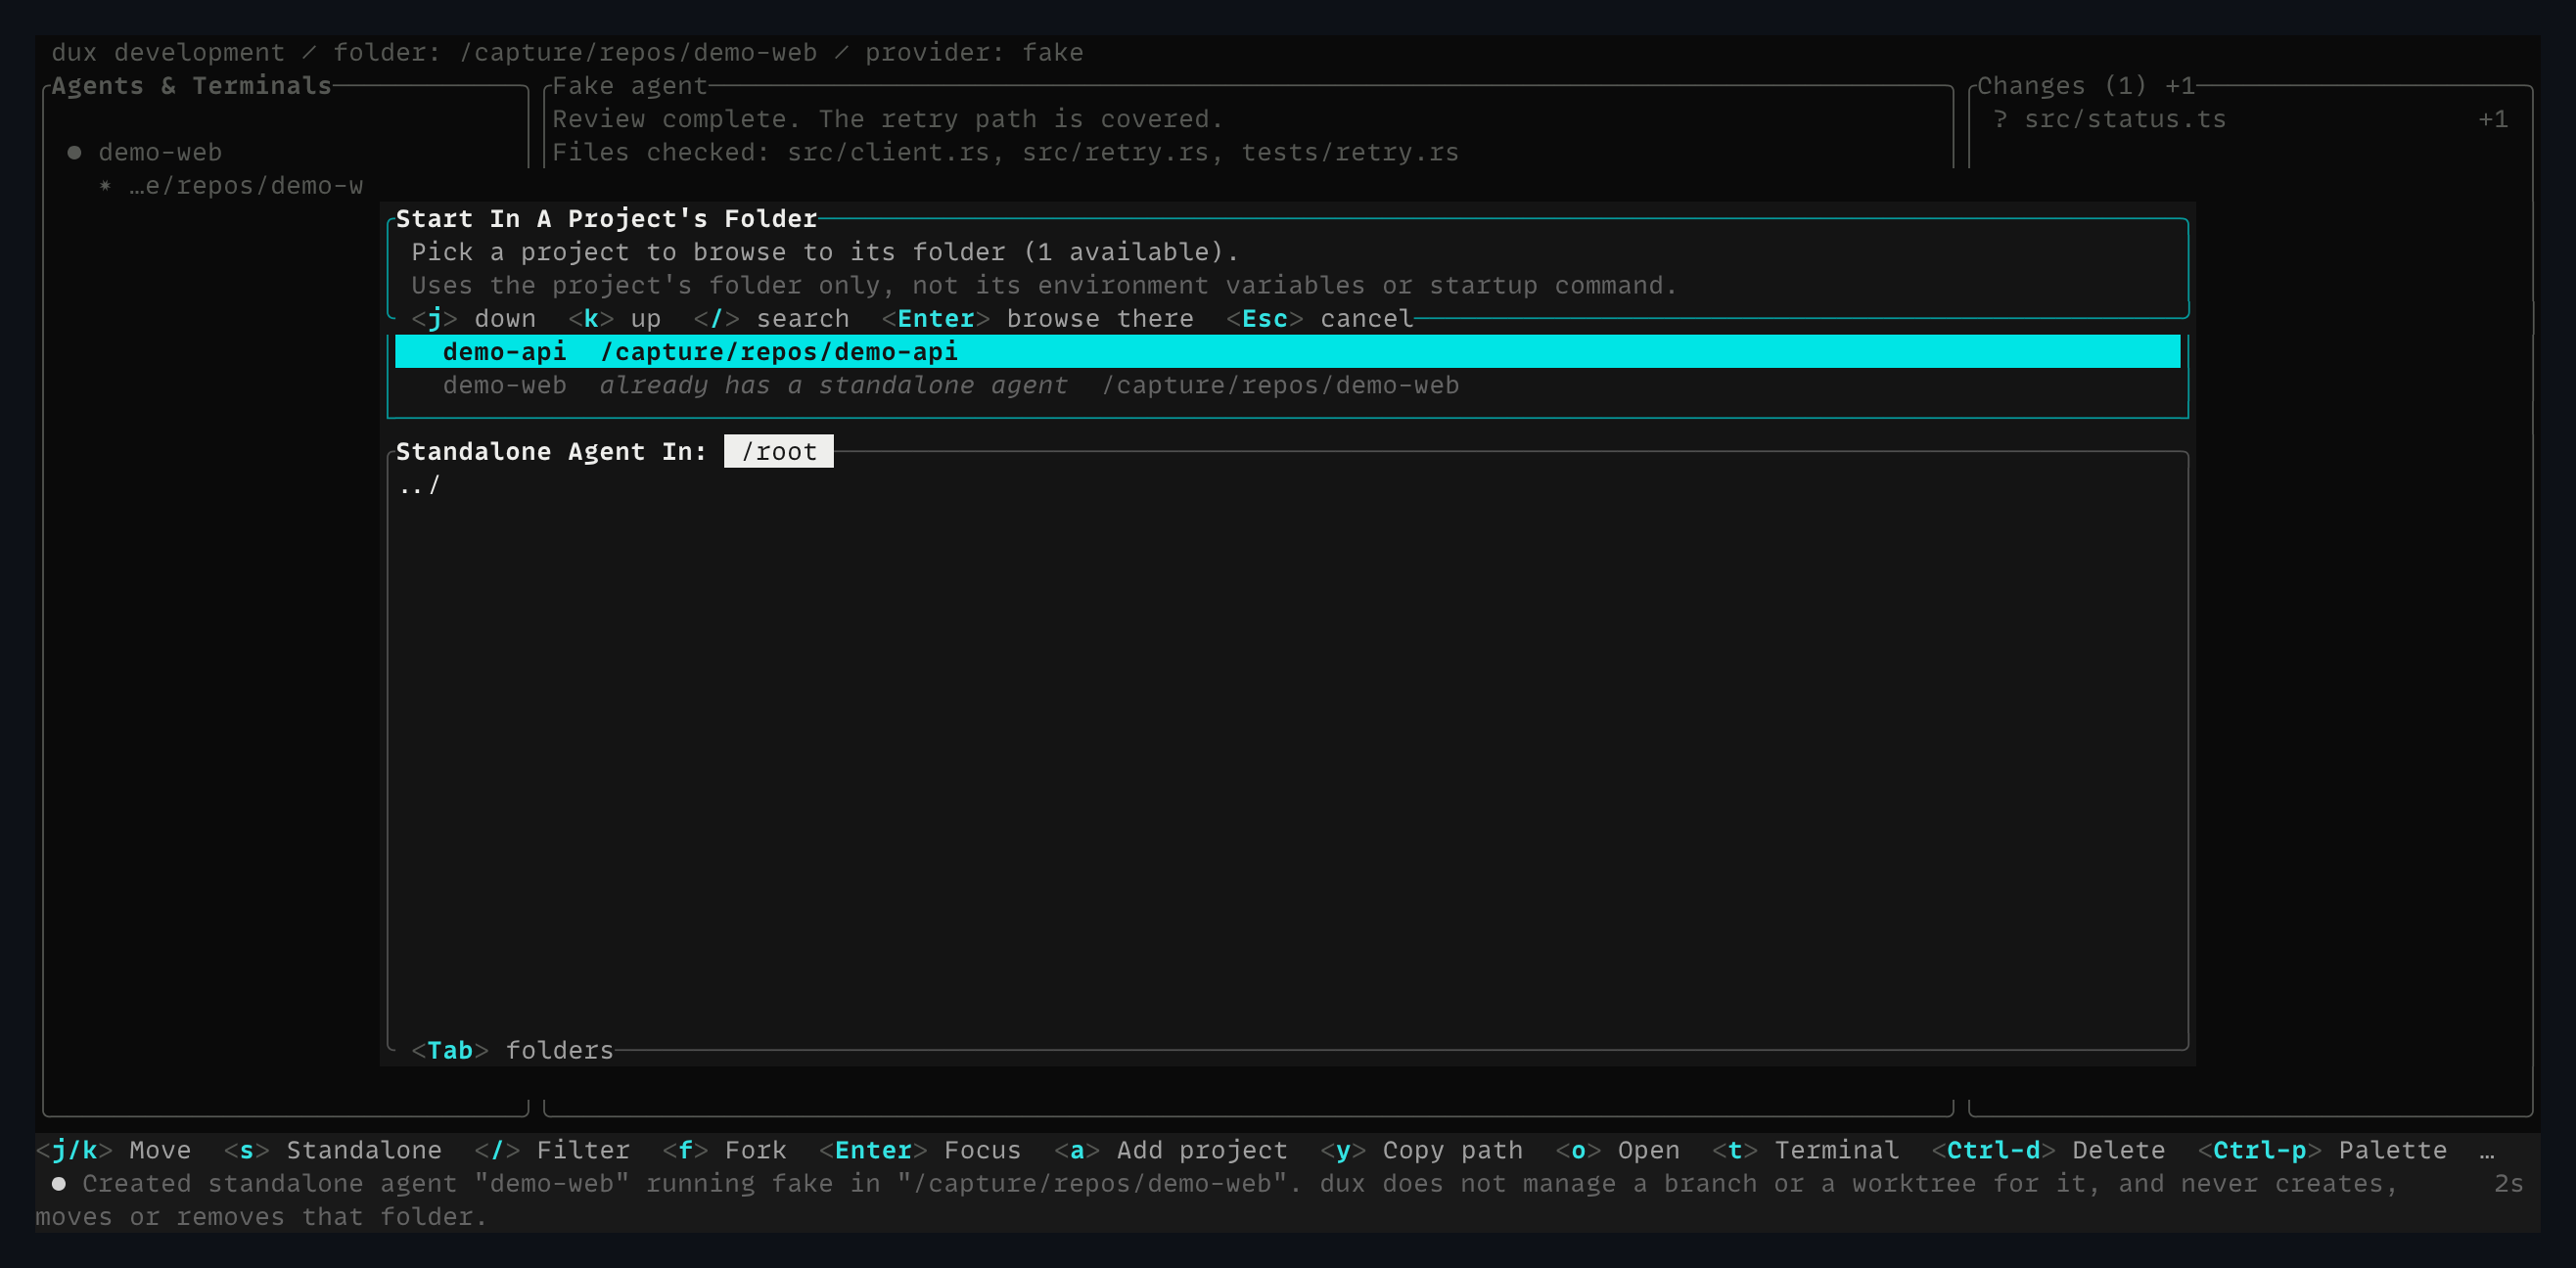 dux development / folder: /capture/repos/demo-web / provider: fake
Agents & Terminals
● demo-web
* …e/repos/demo-w
Fake agent
Review complete. The retry path is covered.
Files checked: src/client.rs, src/retry.rs, tests/retry.rs
Changes (1) +1
? src/status.ts +1
Start In A Project's Folder
Pick a project to browse to its folder (1 available).
Uses the project's folder only, not its environment variables or startup command.
<j> down <k> up </> search <Enter> browse there <Esc> cancel
demo-api /capture/repos/demo-api
demo-web already has a standalone agent /capture/repos/demo-web
Standalone Agent In: /root
../
<Tab> folders
<j/k> Move <s> Standalone </> Filter <f> Fork <Enter> Focus <a> Add project <y> Copy path <o> Open <t> Terminal <Ctrl-d> Delete <Ctrl-p> Palette …
● Created standalone agent "demo-web" running fake in "/capture/repos/demo-web". dux does not manage a branch or a worktree for it, and never creates, 2s
moves or removes that folder.